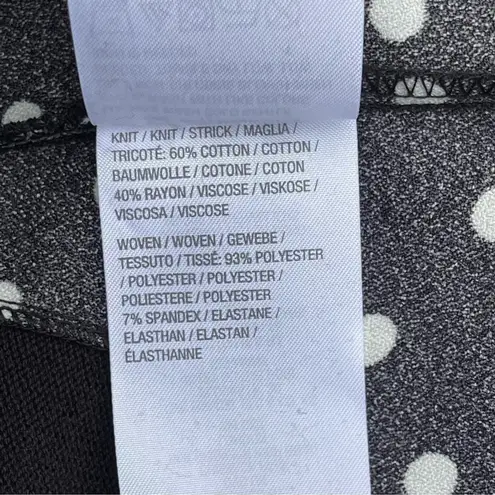 KNIT / KNIT / STRICK / MAGLIA /
TRICOTÉ: 60% COTTON / COTTON /
BAUMWOLLE / COTONE / COTON
40% RAYON / VISCOSE / VISKOSE /
VISCOSA / VISCOSE
WOVEN / WOVEN / GEWEBE /
TESSUTO / TISSÉ: 93% POLYESTER
/ POLYESTER / POLYESTER /
POLIESTERE / POLYESTER
7% SPANDEX / ELASTANE /
ELASTHAN / ELASTAN /
ÉLASTHANNE